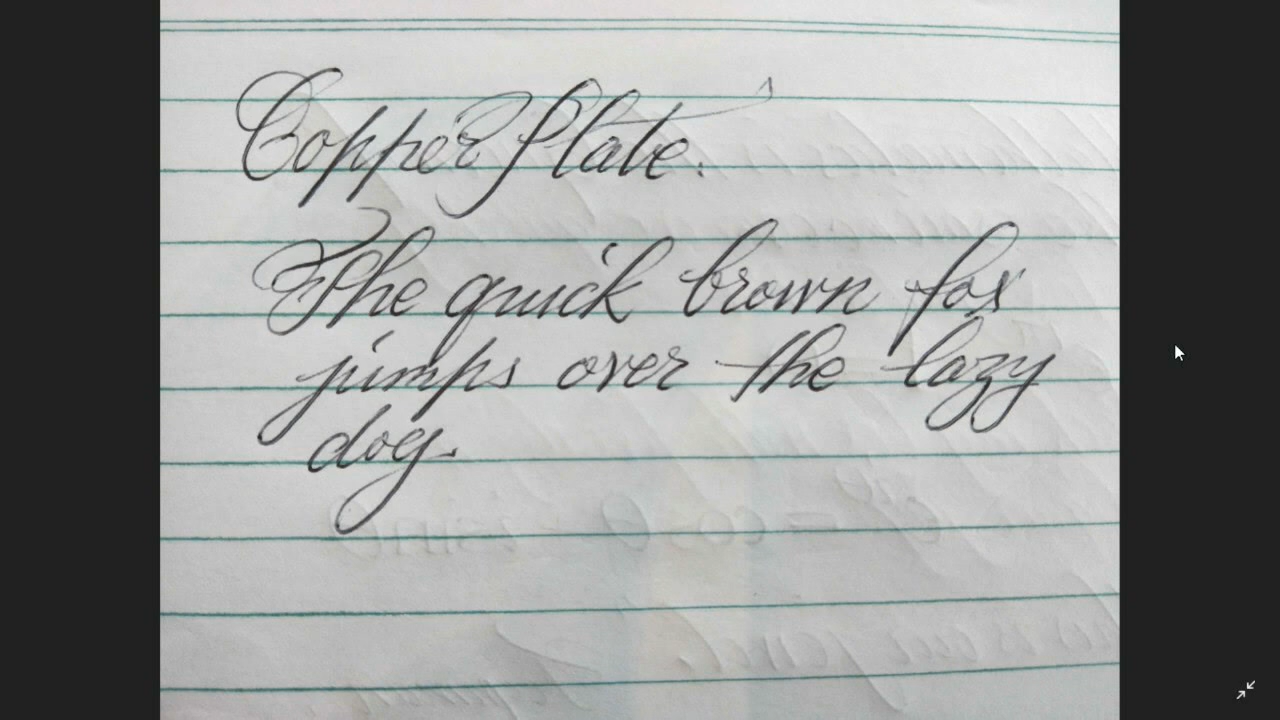 Copper Plate.
The quick brown fox
jumps over the lazy
dog.